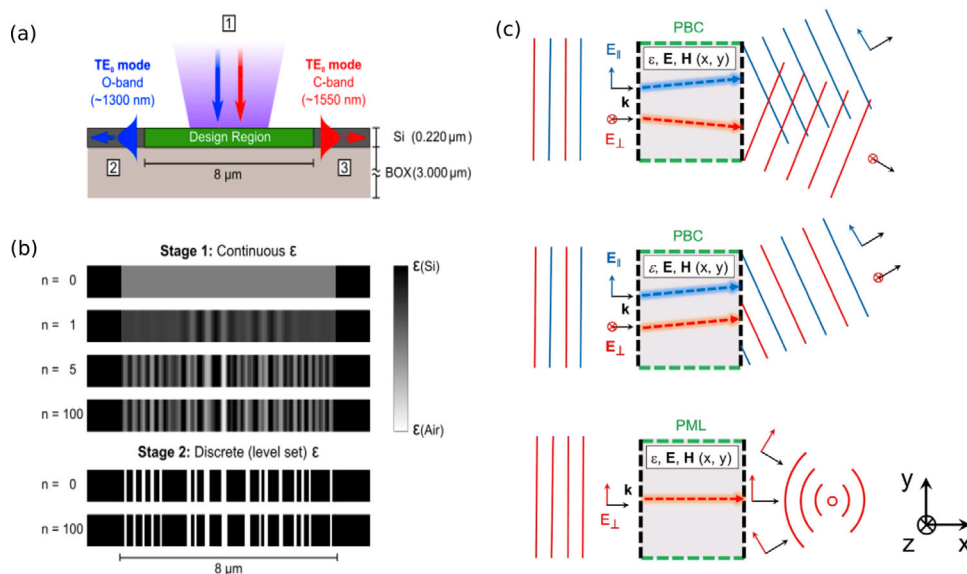 (a)
1
TE₀ mode
O-band
(~1300 nm)
TE₀ mode
C-band
(~1550 nm)
Design Region
Si (0.220 µm)
2
3
8 µm
BOX(3.000 µm)
(b)
Stage 1: Continuous ε
n = 0
n = 1
n = 5
n = 100
ε(Si)
ε(Air)
Stage 2: Discrete (level set) ε
n = 0
n = 100
8 µm
(c)
PBC
E∥
ε, E, H (x, y)
k
E⊥
PBC
E∥
ε, E, H (x, y)
k
E⊥
PML
ε, E, H (x, y)
k
E⊥
y
z
x